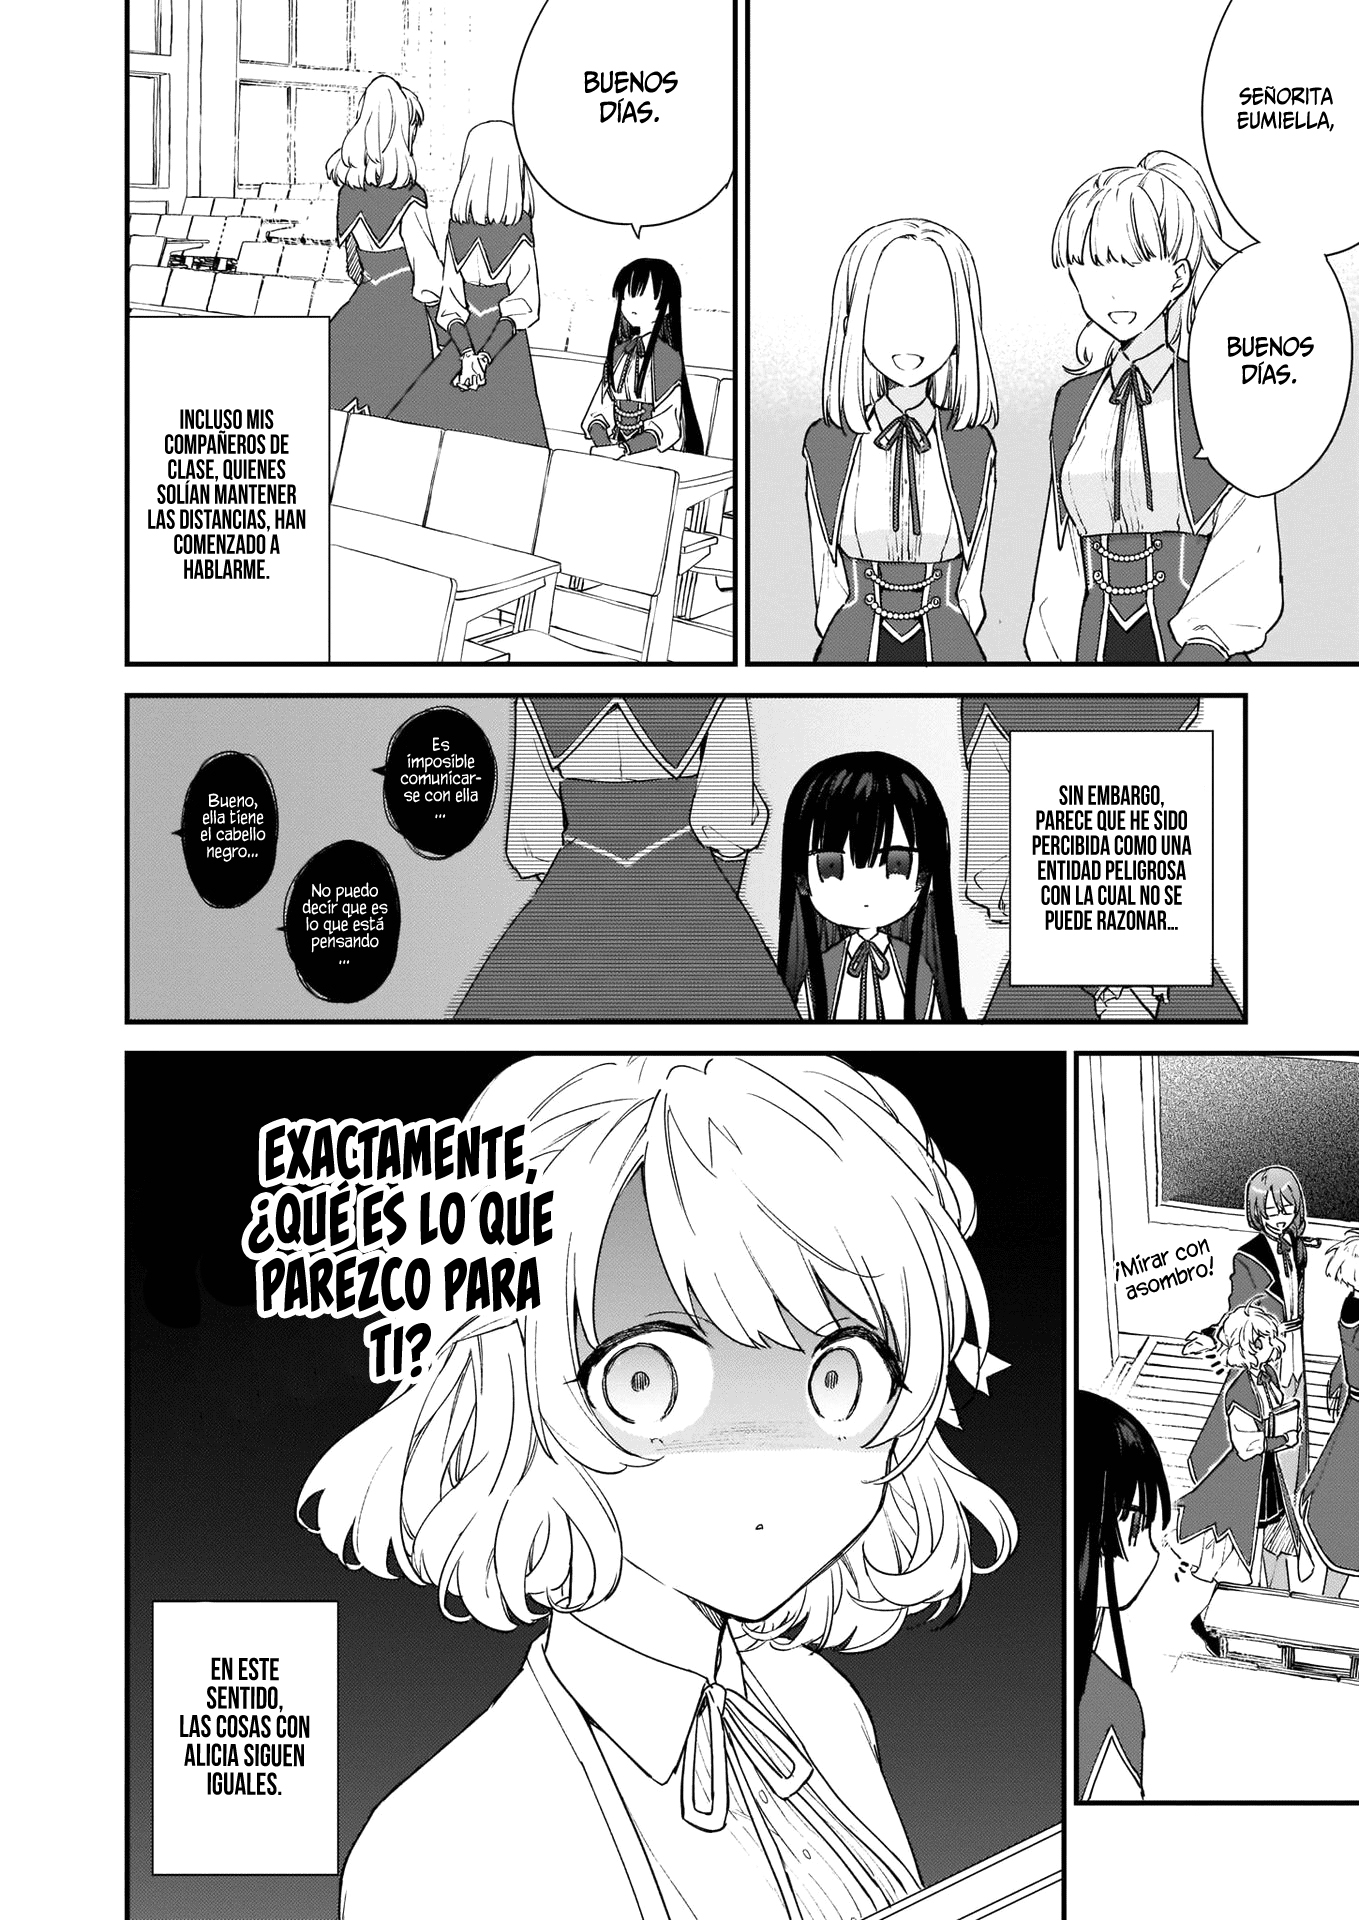 SEÑORITA
EUMIELLA,
BUENOS
DÍAS.
BUENOS
DÍAS.
INCLUSO MIS
COMPAÑEROS DE
CLASE, QUIENES
SOLÍAN MANTENER
LAS DISTANCIAS, HAN
COMENZADO A
HABLARME.
SIN EMBARGO,
PARECE QUE HE SIDO
PERCIBIDA COMO UNA
ENTIDAD PELIGROSA
CON LA CUAL NO SE
PUEDE RAZONAR...
Es
imposible
comunicar-
se con ella
...
No puedo
decir que es
lo que está
pensando
...
Bueno,
ella tiene
el cabello
negro...
¡Mirar con
asombro!
EXACTAMENTE,
¿QUÉ ES LO QUE
PAREZCO PARA
TI?
EN ESTE
SENTIDO,
LAS COSAS CON
ALICIA SIGUEN
IGUALES.